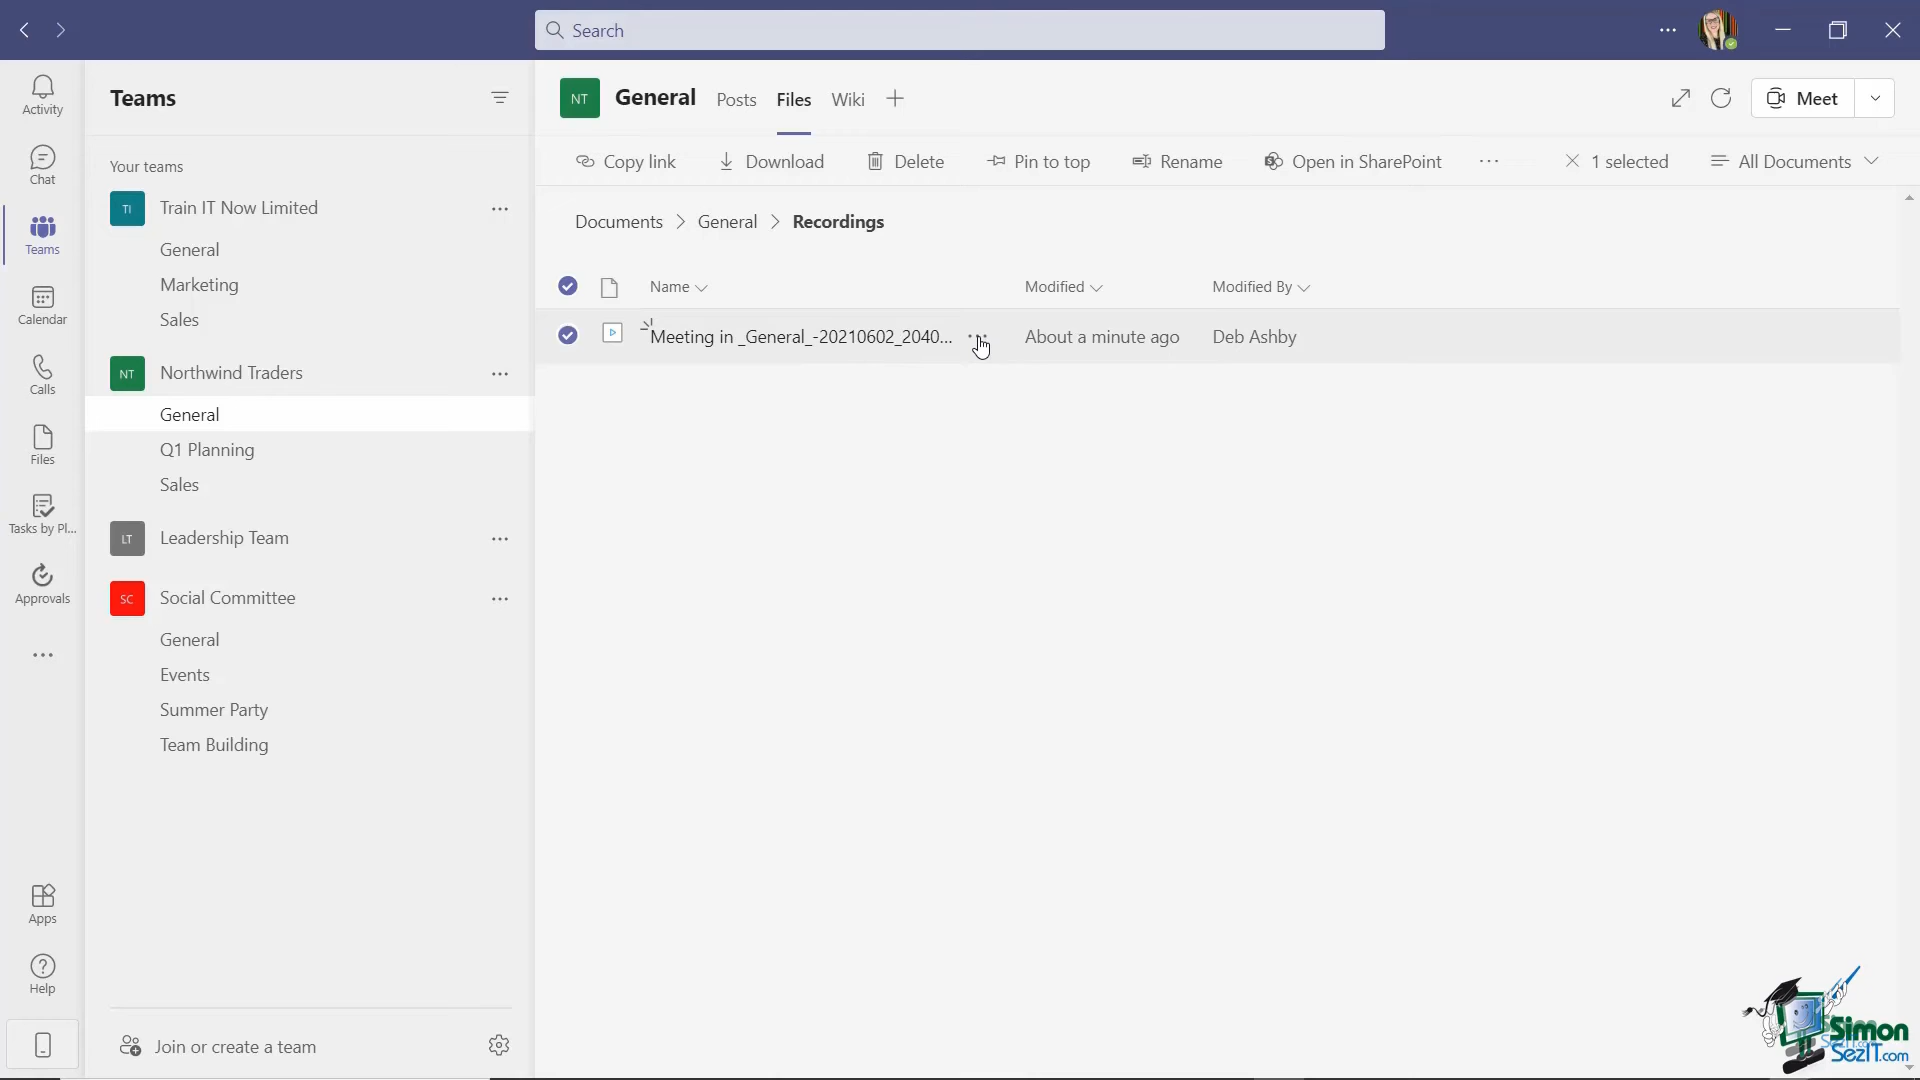 Search
Activity
Chat
Teams
Calendar
Calls
Files
Tasks by Pl...
Approvals
Apps
Help
Teams
Your teams
TI Train IT Now Limited
General
Marketing
Sales
NT Northwind Traders
General
Q1 Planning
Sales
LT Leadership Team
SC Social Committee
General
Events
Summer Party
Team Building
Join or create a team
NT General Posts Files Wiki
Meet
Copy link Download Delete Pin to top Rename Open in SharePoint 1 selected All Documents
Documents > General > Recordings
Name Modified Modified By
Meeting in _General_-20210602_2040... About a minute ago Deb Ashby
Simon
SezIT.com